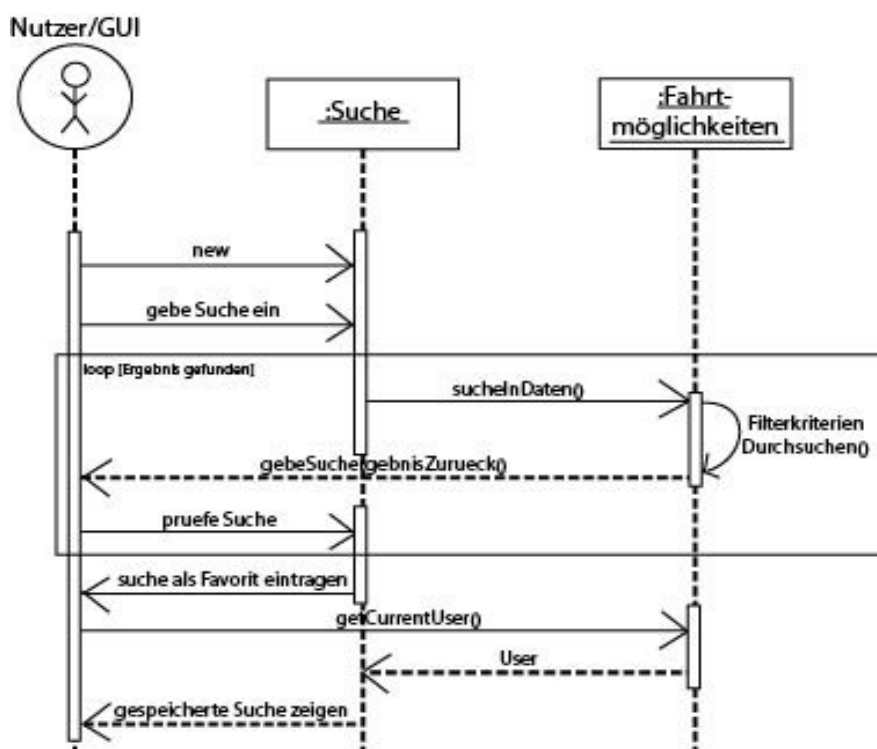 Nutzer/GUI
:Suche
:Fahrt-
möglichkeiten
new
gebe Suche ein
loop [Ergebnis gefunden]
sucheInDaten()
Filterkriterien
Durchsuchen()
gebeSuchergebnisZurueck()
pruefe Suche
suche als Favorit eintragen
getCurrentUser()
User
gespeicherte Suche zeigen